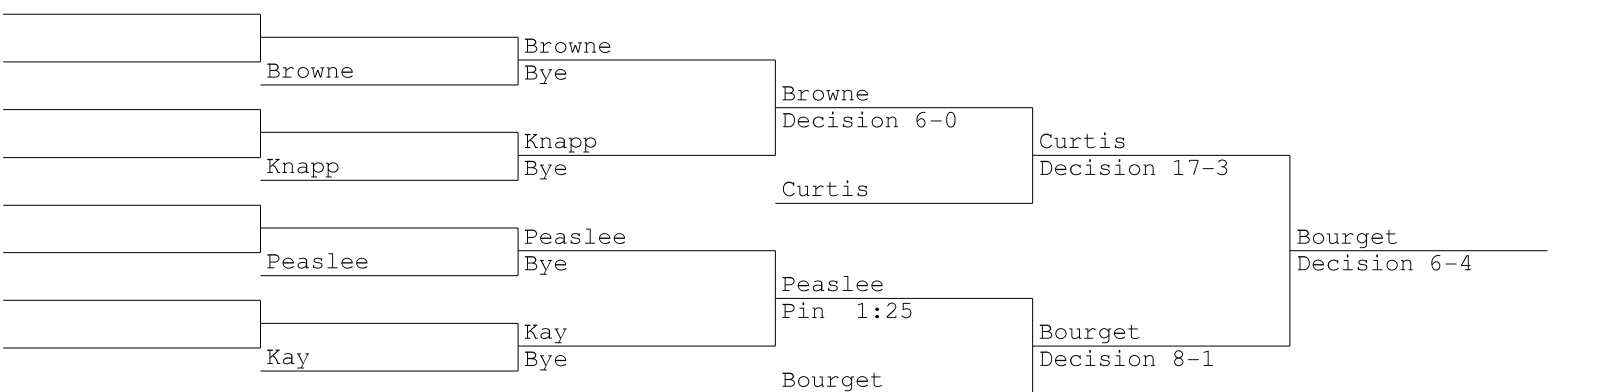 Browne
Browne
Bye
Browne
Decision 6-0
Knapp
Knapp
Bye
Curtis
Decision 17-3
Curtis
Peaslee
Peaslee
Bye
Bourget
Decision 6-4
Peaslee
Pin  1:25
Kay
Kay
Bye
Bourget
Decision 8-1
Bourget